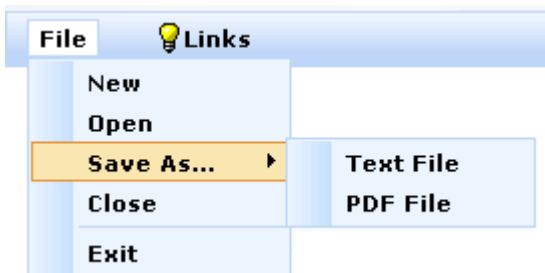 File Links
New
Open
Save As... Text File
Close PDF File
Exit